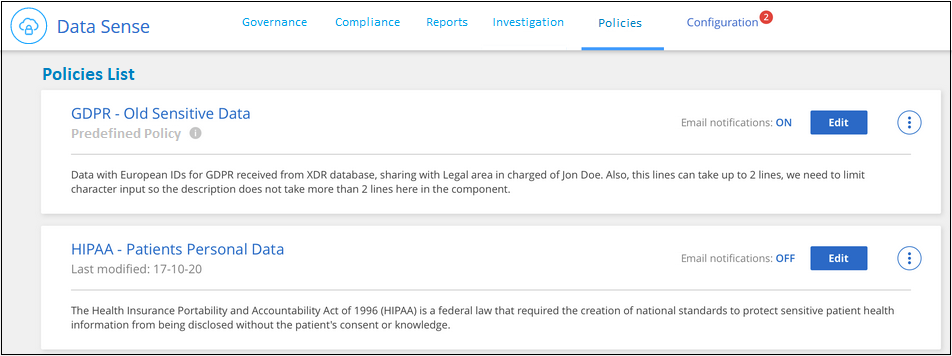 Data Sense
Governance
Compliance
Reports
Investigation
Policies
Configuration
2
Policies List
GDPR - Old Sensitive Data
Predefined Policy i
Email notifications: ON
Edit
Data with European IDs for GDPR received from XDR database, sharing with Legal area in charged of Jon Doe. Also, this lines can take up to 2 lines, we need to limit
character input so the description does not take more than 2 lines here in the component.
HIPAA - Patients Personal Data
Last modified: 17-10-20
Email notifications: OFF
Edit
The Health Insurance Portability and Accountability Act of 1996 (HIPAA) is a federal law that required the creation of national standards to protect sensitive patient health
information from being disclosed without the patient's consent or knowledge.